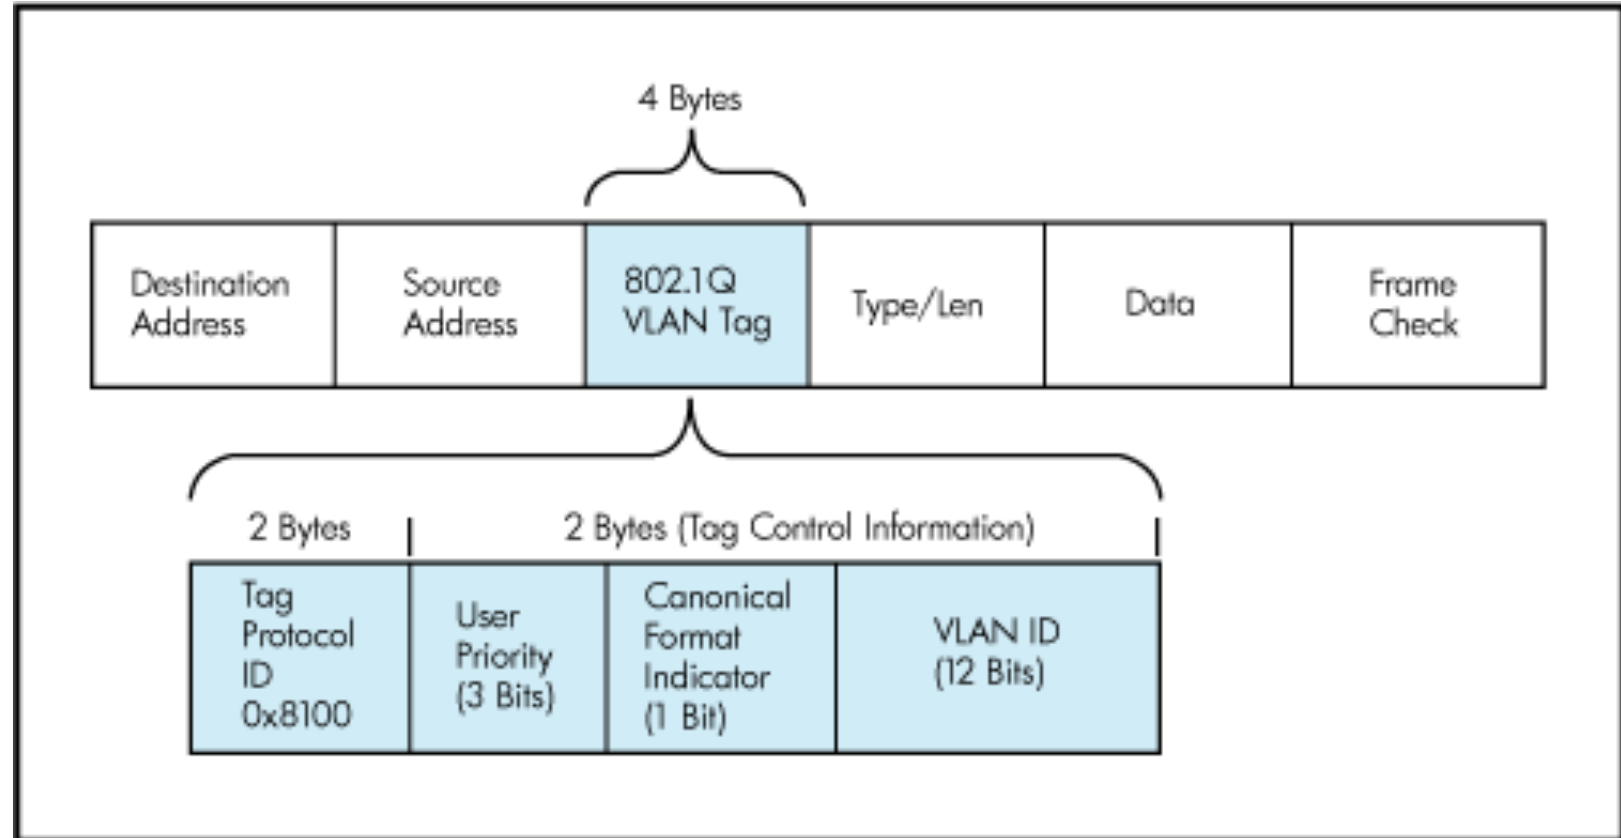 4 Bytes
Destination
Address
Source
Address
802.1Q
VLAN Tag
Type/Len
Data
Frame
Check
2 Bytes
2 Bytes (Tag Control Information)
Tag
Protocol
ID
0x8100
User
Priority
(3 Bits)
Canonical
Format
Indicator
(1 Bit)
VLAN ID
(12 Bits)